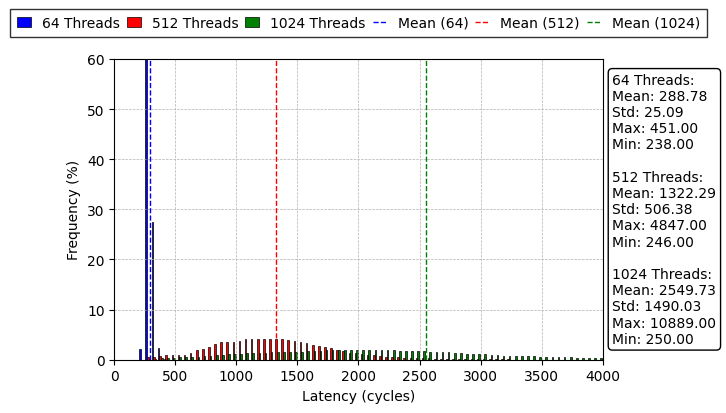 64 Threads 512 Threads 1024 Threads Mean (64) Mean (512) Mean (1024)
60
50
40
30
20
10
0
Frequency (%)
0 500 1000 1500 2000 2500 3000 3500 4000
Latency (cycles)
64 Threads:
Mean: 288.78
Std: 25.09
Max: 451.00
Min: 238.00
512 Threads:
Mean: 1322.29
Std: 506.38
Max: 4847.00
Min: 246.00
1024 Threads:
Mean: 2549.73
Std: 1490.03
Max: 10889.00
Min: 250.00